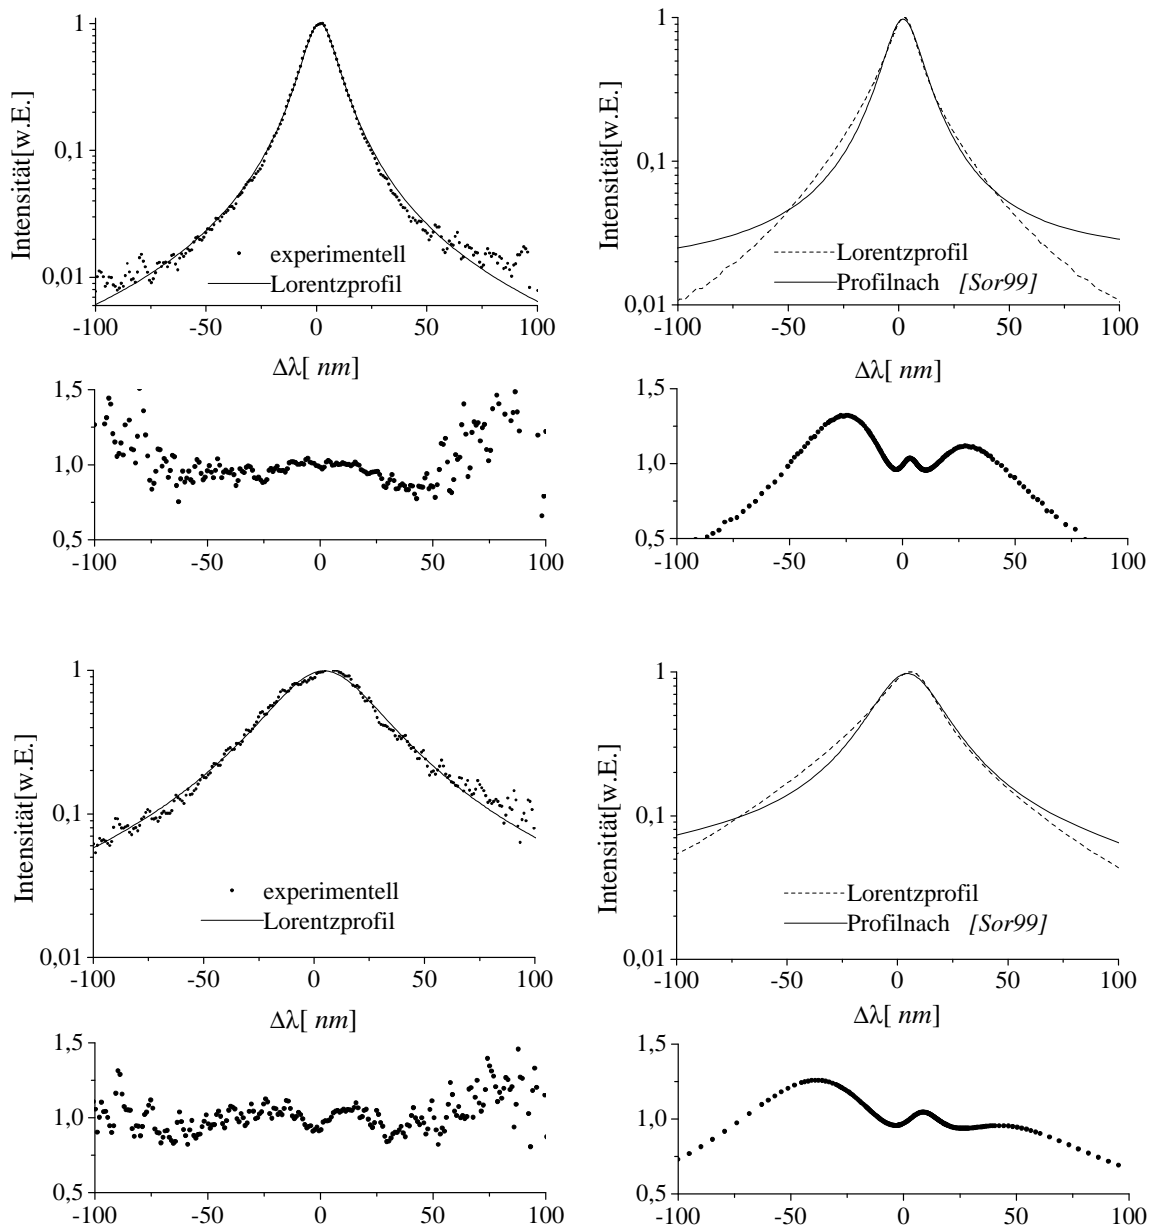 1
0,1
0,01
Intensität[w.E.]
experimentell
Lorentzprofil
-100 -50 0 50 100
Δλ[ nm]
1
0,1
0,01
Intensität[w.E.]
Lorentzprofil
Profilnach [Sor99]
-100 -50 0 50 100
Δλ[ nm]
1,5
1,0
0,5
-100 -50 0 50 100
1,5
1,0
0,5
-100 -50 0 50 100
1
0,1
0,01
Intensität[w.E.]
experimentell
Lorentzprofil
-100 -50 0 50 100
Δλ[ nm]
1
0,1
0,01
Intensität[w.E.]
Lorentzprofil
Profilnach [Sor99]
-100 -50 0 50 100
Δλ[ nm]
1,5
1,0
0,5
-100 -50 0 50 100
1,5
1,0
0,5
-100 -50 0 50 100